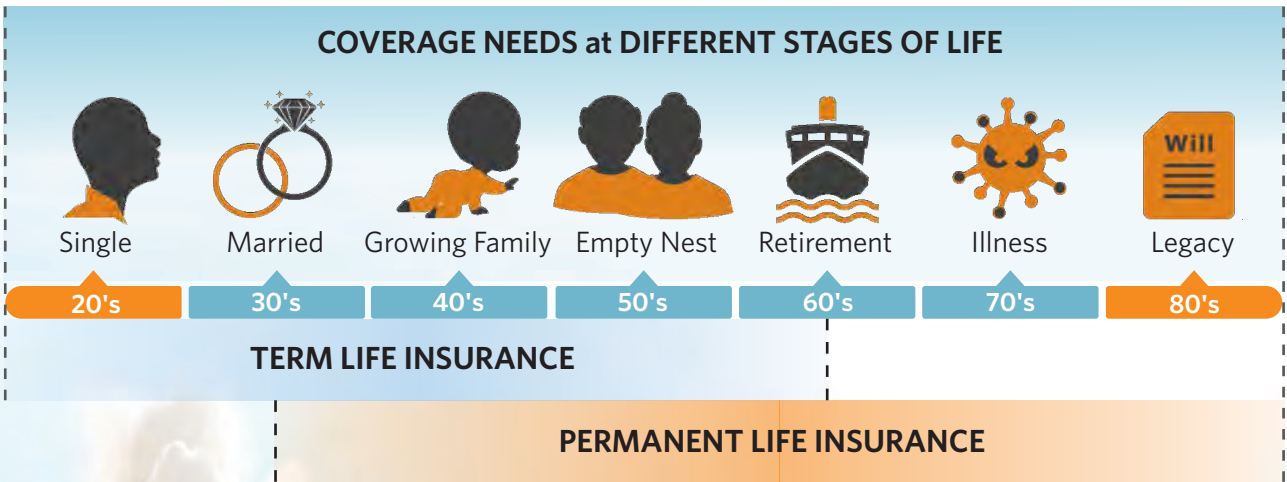 COVERAGE NEEDS at DIFFERENT STAGES OF LIFE
Will
Single Married Growing Family Empty Nest Retirement Illness Legacy
20's 30's 40's 50's 60's 70's 80's
TERM LIFE INSURANCE
PERMANENT LIFE INSURANCE